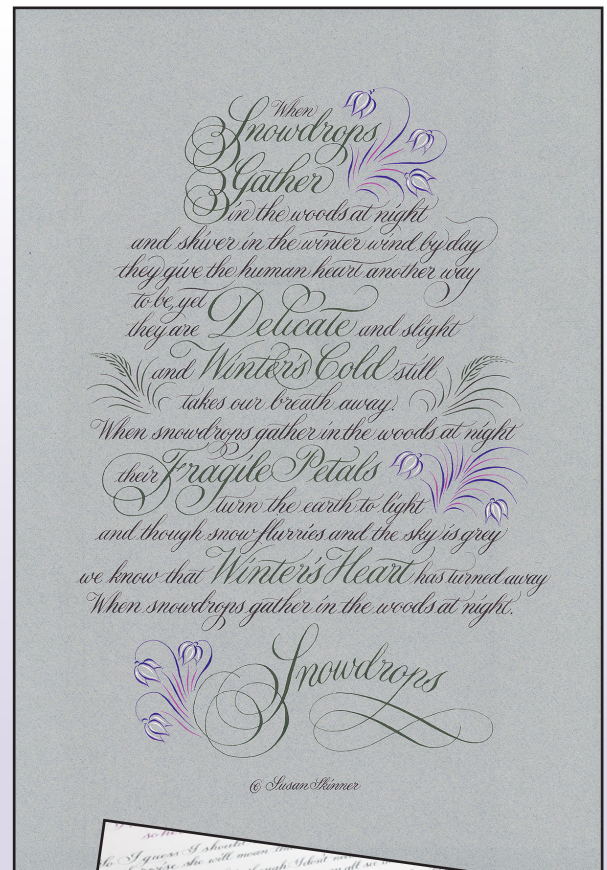 When
Snowdrops
Gather
in the woods at night
and shiver in the winter wind by day
they give the human heart another way
to be, yet
they are Delicate and slight
and Winter's Cold still
takes our breath away.
When snowdrops gather in the woods at night
their Fragile Petals
turn the earth to light
and though snow flurries and the sky is grey
we know that Winter's Heart has turned away
When snowdrops gather in the woods at night.
Snowdrops
© Susan Skinner
So I guess I should
she will mean